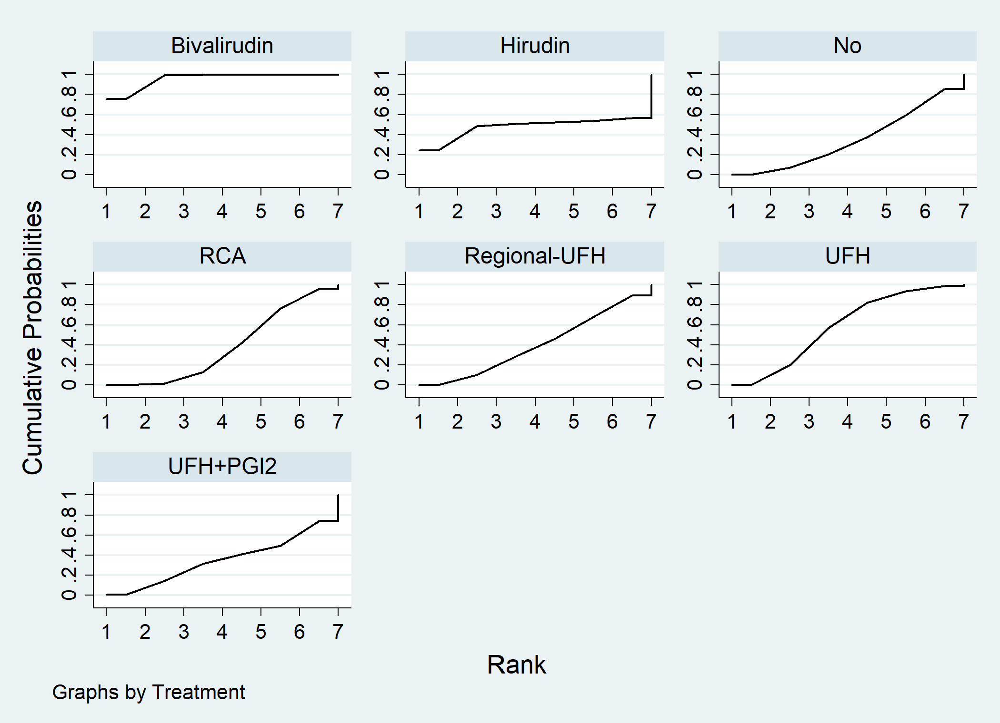 Bivalirudin
Hirudin
No
0 .2 .4 .6 .8 1
0 .2 .4 .6 .8 1
0 .2 .4 .6 .8 1
1 2 3 4 5 6 7
1 2 3 4 5 6 7
1 2 3 4 5 6 7
RCA
Regional-UFH
UFH
0 .2 .4 .6 .8 1
0 .2 .4 .6 .8 1
0 .2 .4 .6 .8 1
1 2 3 4 5 6 7
1 2 3 4 5 6 7
1 2 3 4 5 6 7
UFH+PGI2
0 .2 .4 .6 .8 1
1 2 3 4 5 6 7
Cumulative Probabilities
Rank
Graphs by Treatment